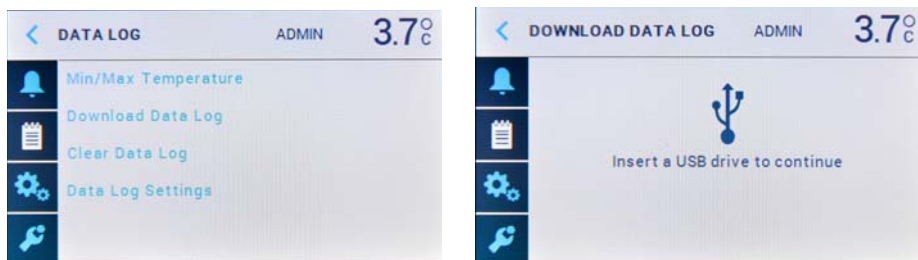 DATA LOG ADMIN 3.7°C
Min/Max Temperature
Download Data Log
Clear Data Log
Data Log Settings
DOWNLOAD DATA LOG ADMIN 3.7°C
Insert a USB drive to continue